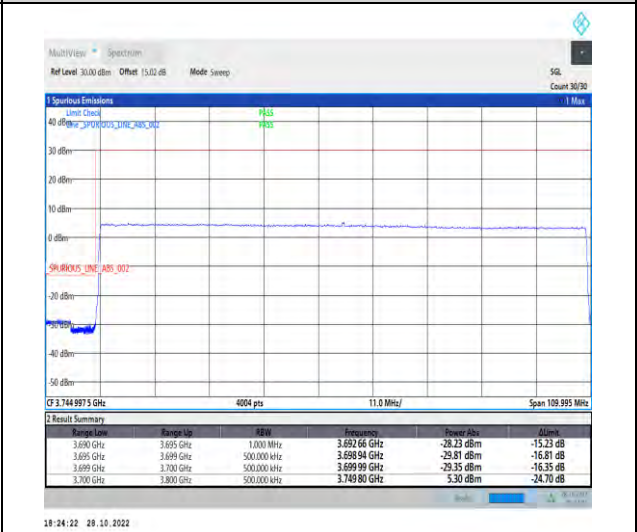 MultiView Spectrum
Ref Level 30.00 dBm Offset 15.02 dB Mode Sweep SGL
Count 30/30
1 Spurious Emissions 1 Max
Limit Check PASS
40 dBm Line _SPURIOUS_LINE_ABS_002 PASS
30 dBm
20 dBm
10 dBm
0 dBm
_SPURIOUS_LINE_ABS_002
-20 dBm
-30 dBm
-40 dBm
-50 dBm
CF 3.744 997 5 GHz 4004 pts 11.0 MHz/ Span 109.995 MHz
2 Result Summary
Range Low Range Up RBW Frequency Power Abs ΔLimit
3.690 GHz 3.695 GHz 1.000 MHz 3.692 66 GHz -28.23 dBm -15.23 dB
3.695 GHz 3.699 GHz 500.000 kHz 3.698 94 GHz -29.81 dBm -16.81 dB
3.699 GHz 3.700 GHz 500.000 kHz 3.699 99 GHz -29.35 dBm -16.35 dB
3.700 GHz 3.800 GHz 500.000 kHz 3.749 80 GHz 5.30 dBm -24.70 dB
18:24:22 28.10.2022